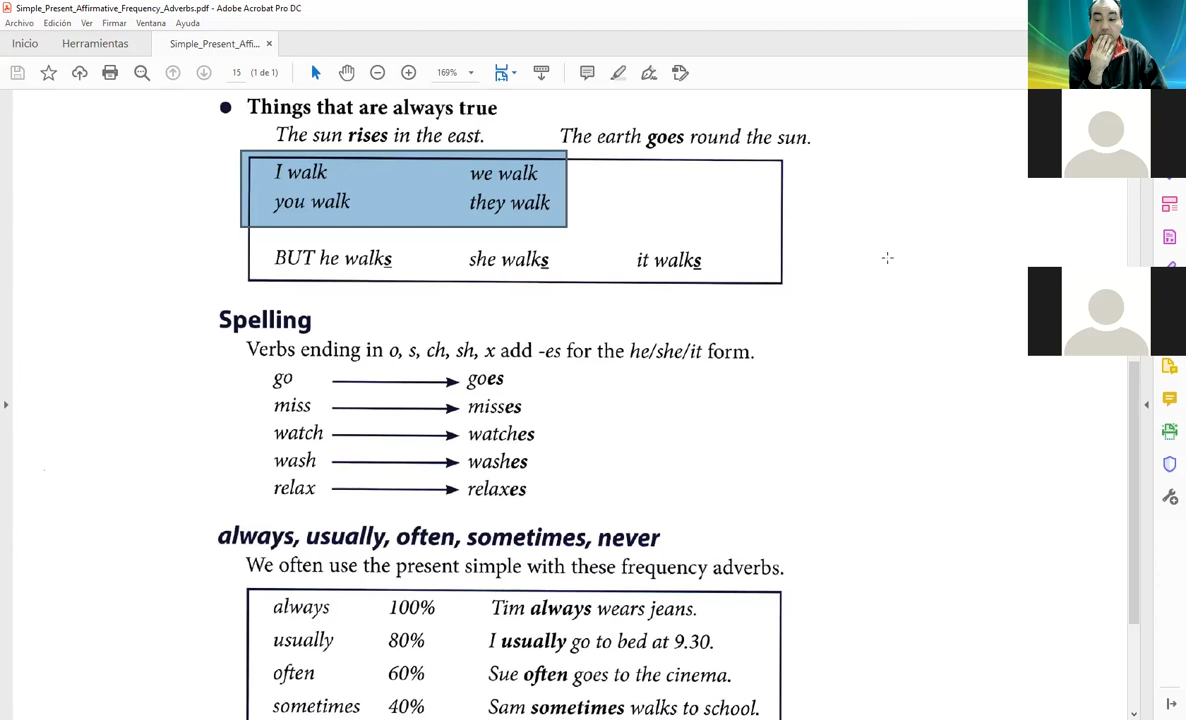 Simple_Present_Affirmative_Frequency_Adverbs.pdf - Adobe Acrobat Pro DC
Archivo Edición Ver Firmar Ventana Ayuda
Inicio Herramientas Simple_Present_Affi... ×
15 (1 de 1) 169%
Things that are always true
The sun rises in the east. The earth goes round the sun.
I walk we walk
you walk they walk
BUT he walks she walks it walks
Spelling
Verbs ending in o, s, ch, sh, x add -es for the he/she/it form.
go goes
miss misses
watch watches
wash washes
relax relaxes
always, usually, often, sometimes, never
We often use the present simple with these frequency adverbs.
always 100% Tim always wears jeans.
usually 80% I usually go to bed at 9.30.
often 60% Sue often goes to the cinema.
sometimes 40% Sam sometimes walks to school.